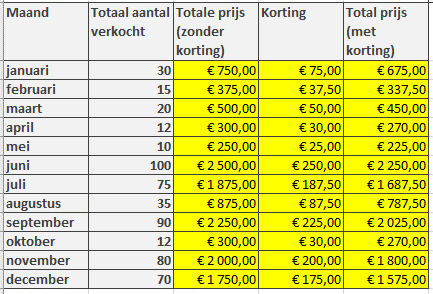 Maand Totaal aantal verkocht Totale prijs (zonder korting) Korting Total prijs (met korting)
januari 30 € 750,00 € 75,00 € 675,00
februari 15 € 375,00 € 37,50 € 337,50
maart 20 € 500,00 € 50,00 € 450,00
april 12 € 300,00 € 30,00 € 270,00
mei 10 € 250,00 € 25,00 € 225,00
juni 100 € 2 500,00 € 250,00 € 2 250,00
juli 75 € 1 875,00 € 187,50 € 1 687,50
augustus 35 € 875,00 € 87,50 € 787,50
september 90 € 2 250,00 € 225,00 € 2 025,00
oktober 12 € 300,00 € 30,00 € 270,00
november 80 € 2 000,00 € 200,00 € 1 800,00
december 70 € 1 750,00 € 175,00 € 1 575,00